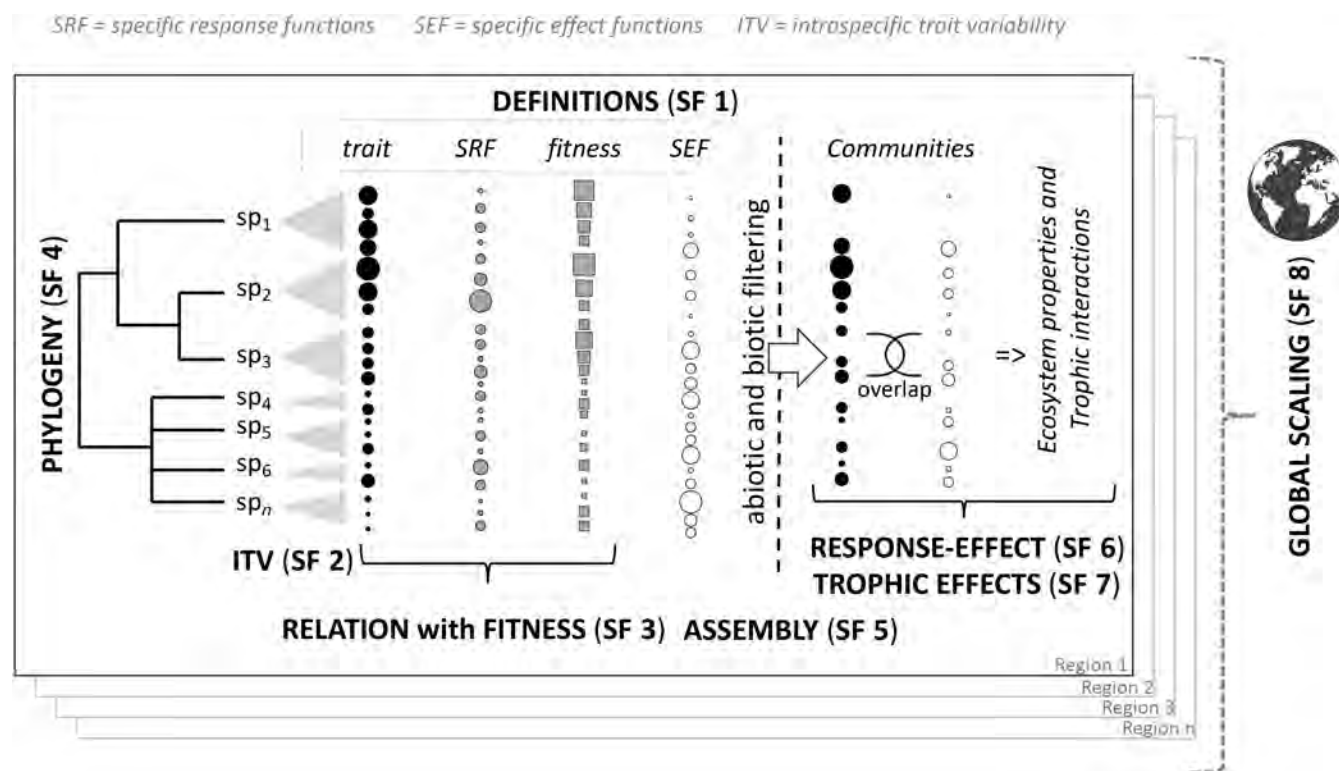 SRF = specific response functions SEF = specific effect functions ITV = introspecific trait variability
DEFINITIONS (SF 1)
trait SRF fitness SEF Communities
PHYLOGENY (SF 4)
sp1
sp2
sp3
sp4
sp5
sp6
spn
abiotic and biotic filtering
overlap
=>
Ecosystem properties and
Trophic interactions
GLOBAL SCALING (SF 8)
ITV (SF 2)
RESPONSE-EFFECT (SF 6)
TROPHIC EFFECTS (SF 7)
RELATION with FITNESS (SF 3) ASSEMBLY (SF 5)
Region 1
Region 2
Region 3
Region n